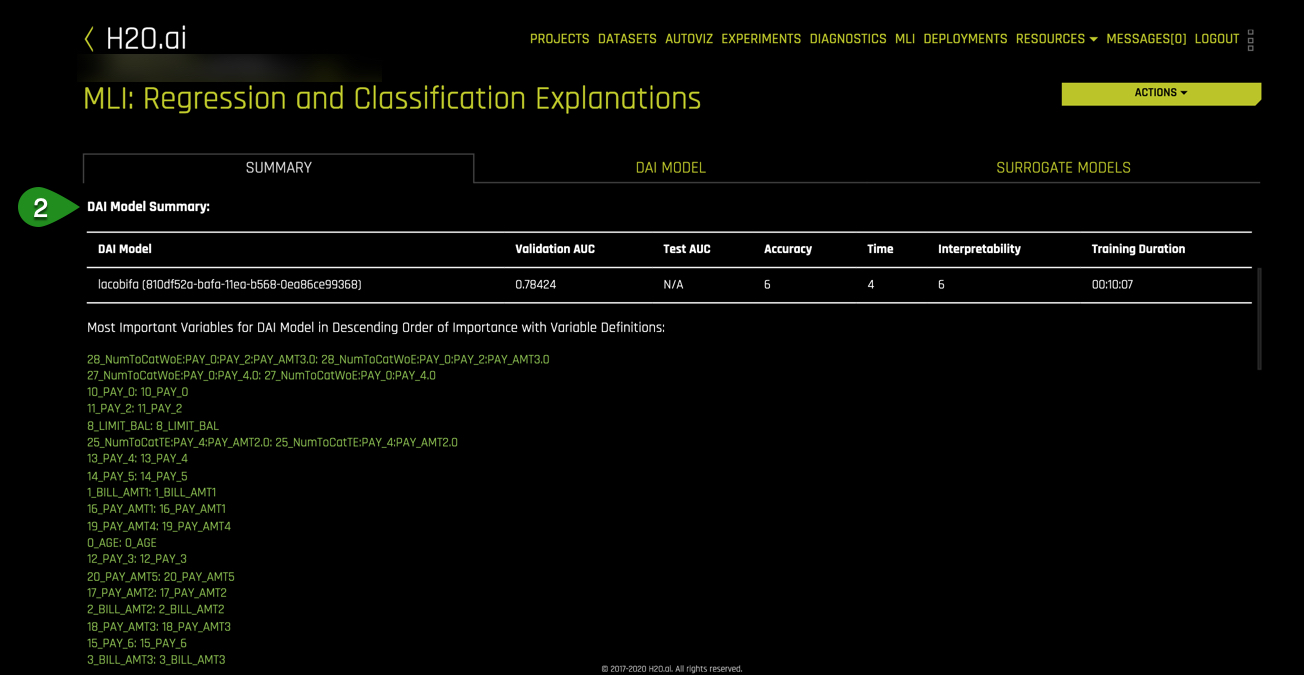 H2O.ai
PROJECTS DATASETS AUTOVIZ EXPERIMENTS DIAGNOSTICS MLI DEPLOYMENTS RESOURCES MESSAGES[0] LOGOUT
MLI: Regression and Classification Explanations
ACTIONS
SUMMARY DAI MODEL SURROGATE MODELS
2
DAI Model Summary:
DAI Model Validation AUC Test AUC Accuracy Time Interpretability Training Duration
lacobifa (810df52a-bafa-11ea-b568-0ea86ce99368) 0.78424 N/A 6 4 6 00:10:07
Most Important Variables for DAI Model in Descending Order of Importance with Variable Definitions:
28_NumToCatWoE:PAY_0:PAY_2:PAY_AMT3.0: 28_NumToCatWoE:PAY_0:PAY_2:PAY_AMT3.0
27_NumToCatWoE:PAY_0:PAY_4.0: 27_NumToCatWoE:PAY_0:PAY_4.0
10_PAY_0: 10_PAY_0
11_PAY_2: 11_PAY_2
8_LIMIT_BAL: 8_LIMIT_BAL
25_NumToCatTE:PAY_4:PAY_AMT2.0: 25_NumToCatTE:PAY_4:PAY_AMT2.0
13_PAY_4: 13_PAY_4
14_PAY_5: 14_PAY_5
1_BILL_AMT1: 1_BILL_AMT1
16_PAY_AMT1: 16_PAY_AMT1
19_PAY_AMT4: 19_PAY_AMT4
0_AGE: 0_AGE
12_PAY_3: 12_PAY_3
20_PAY_AMT5: 20_PAY_AMT5
17_PAY_AMT2: 17_PAY_AMT2
2_BILL_AMT2: 2_BILL_AMT2
18_PAY_AMT3: 18_PAY_AMT3
15_PAY_6: 15_PAY_6
3_BILL_AMT3: 3_BILL_AMT3
© 2017-2020 H2O.ai. All rights reserved.